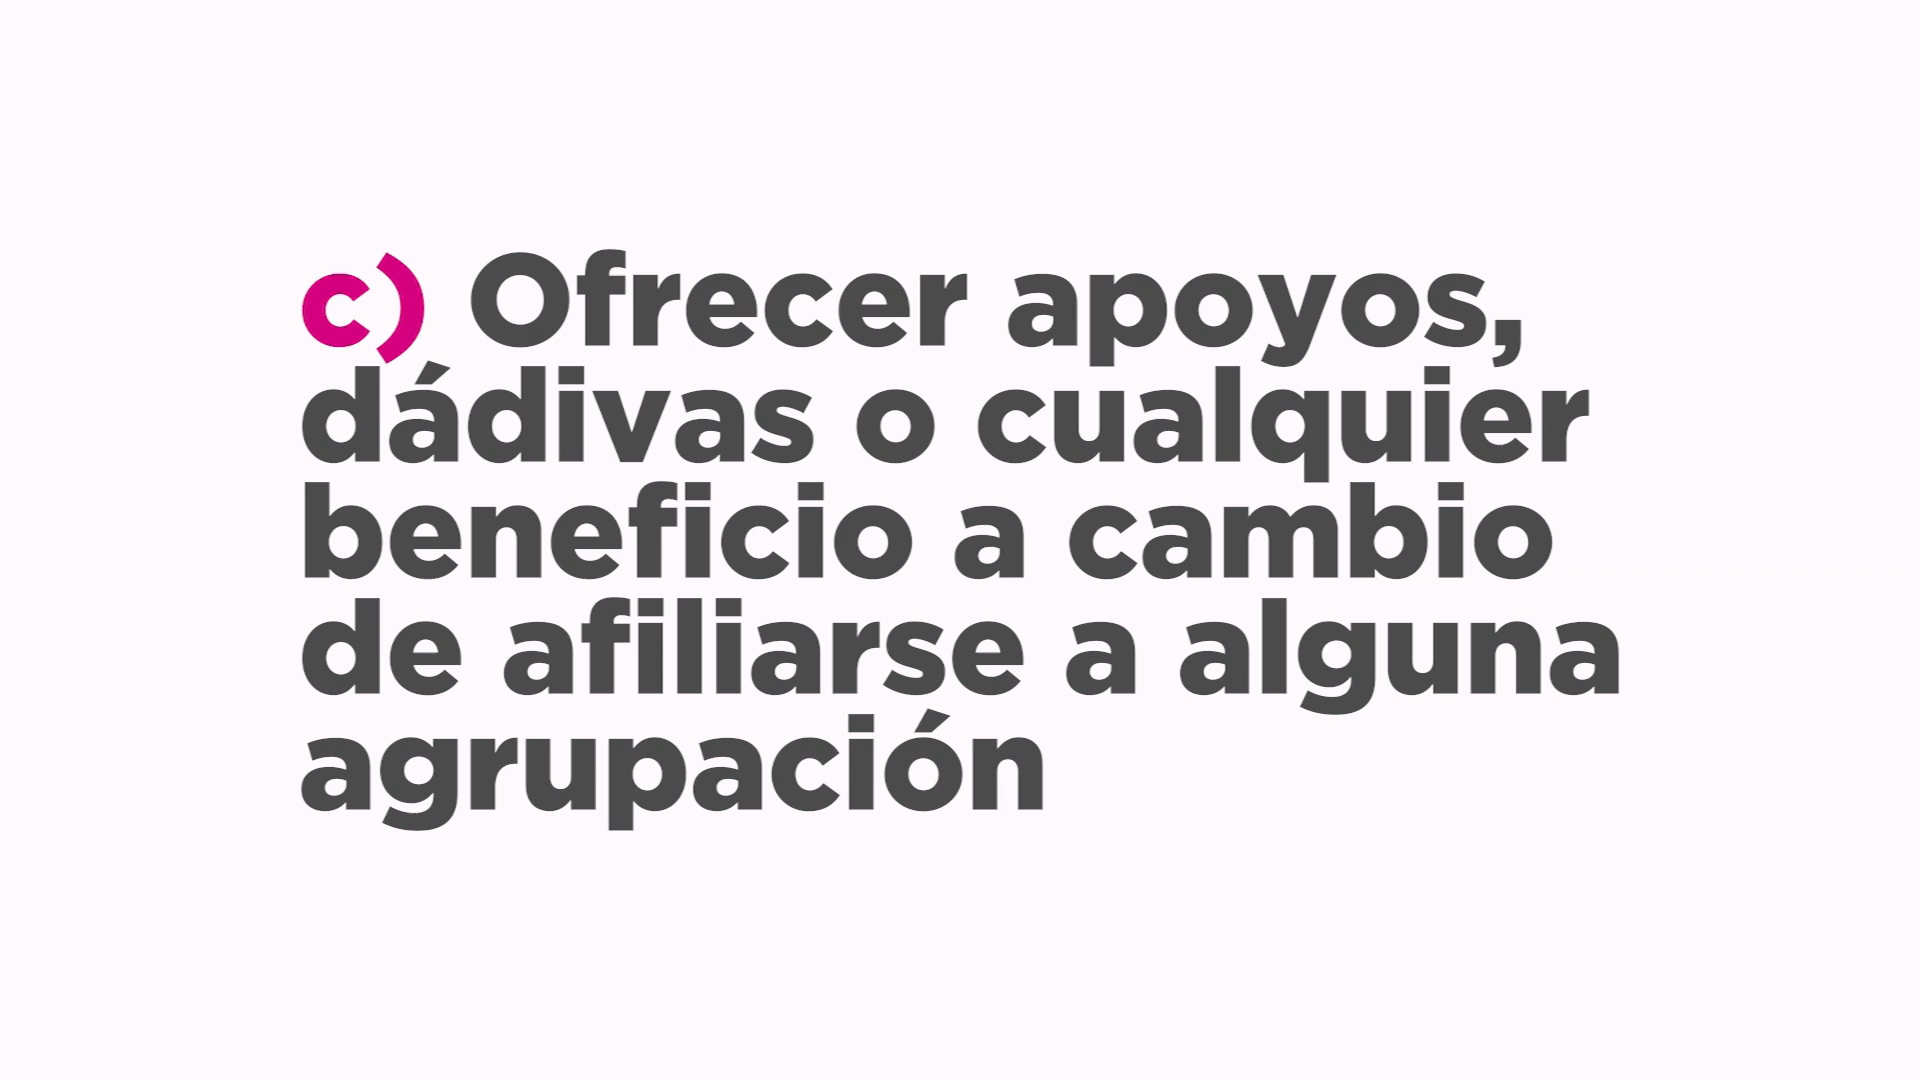 c) Ofrecer apoyos,
dádivas o cualquier
beneficio a cambio
de afiliarse a alguna
agrupación